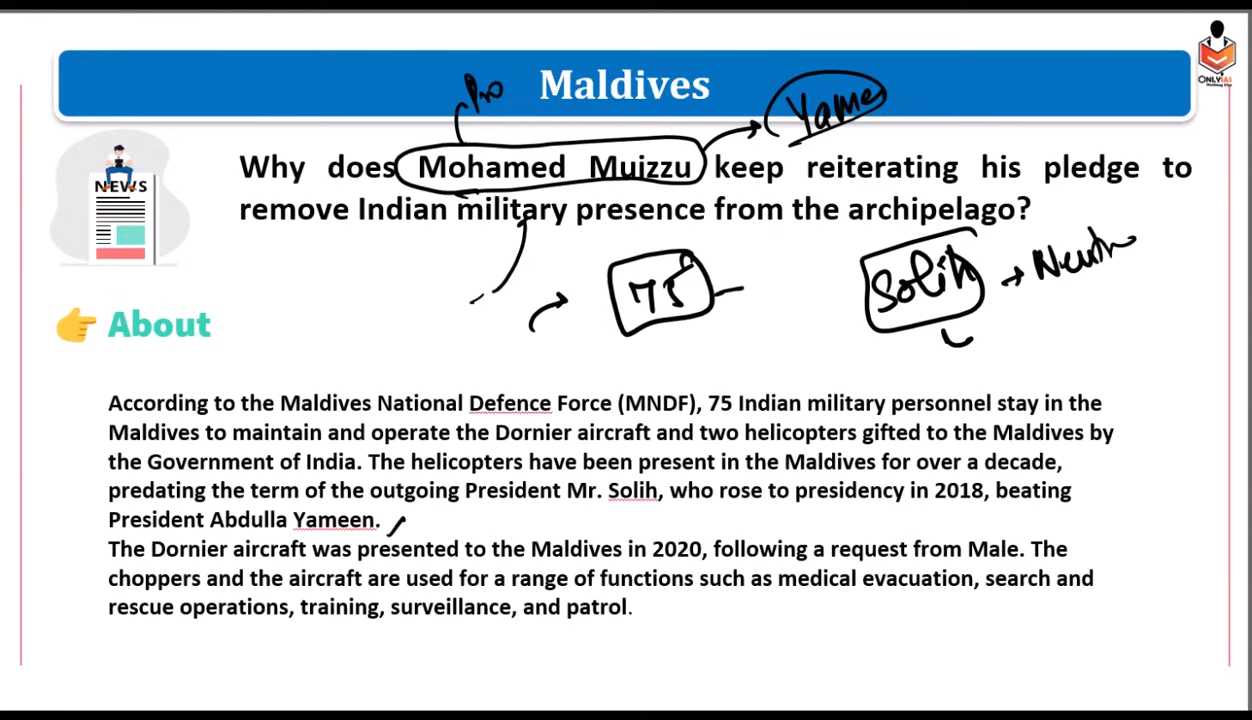 Maldives
ONLYIAS
Nothing Else
Pro
Yame
NEWS
Why does Mohamed Muizzu keep reiterating his pledge to
remove Indian military presence from the archipelago?
75
Solih → Neutr
About
According to the Maldives National Defence Force (MNDF), 75 Indian military personnel stay in the
Maldives to maintain and operate the Dornier aircraft and two helicopters gifted to the Maldives by
the Government of India. The helicopters have been present in the Maldives for over a decade,
predating the term of the outgoing President Mr. Solih, who rose to presidency in 2018, beating
President Abdulla Yameen.
The Dornier aircraft was presented to the Maldives in 2020, following a request from Male. The
choppers and the aircraft are used for a range of functions such as medical evacuation, search and
rescue operations, training, surveillance, and patrol.